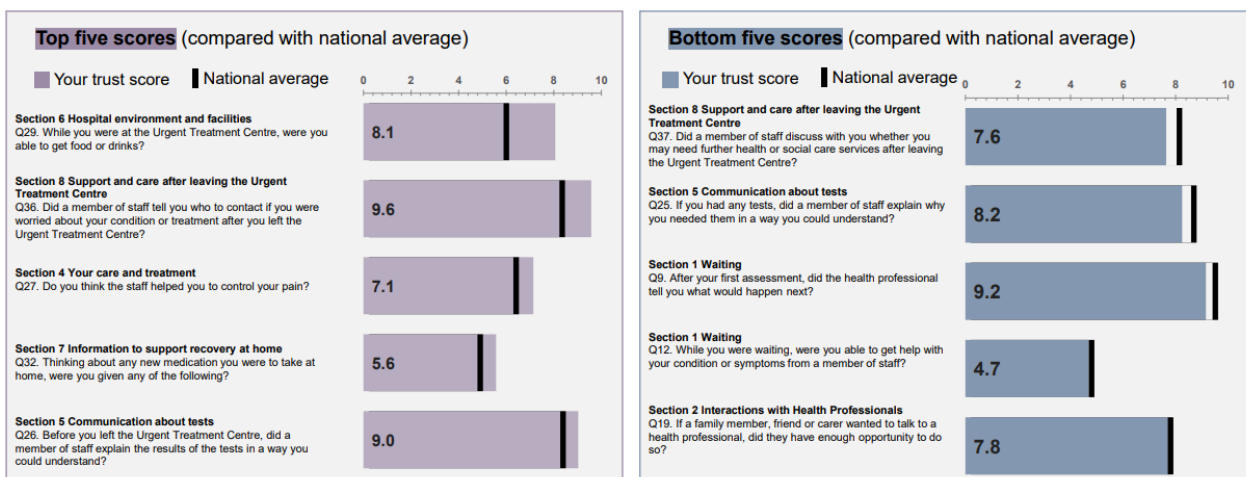 Top five scores (compared with national average)
Your trust score National average
0 2 4 6 8 10
Section 6 Hospital environment and facilities
Q29. While you were at the Urgent Treatment Centre, were you
able to get food or drinks?
8.1
Section 8 Support and care after leaving the Urgent
Treatment Centre
Q36. Did a member of staff tell you who to contact if you were
worried about your condition or treatment after you left the
Urgent Treatment Centre?
9.6
Section 4 Your care and treatment
Q27. Do you think the staff helped you to control your pain?
7.1
Section 7 Information to support recovery at home
Q32. Thinking about any new medication you were to take at
home, were you given any of the following?
5.6
Section 5 Communication about tests
Q26. Before you left the Urgent Treatment Centre, did a
member of staff explain the results of the tests in a way you
could understand?
9.0
Bottom five scores (compared with national average)
Your trust score National average
0 2 4 6 8 10
Section 8 Support and care after leaving the Urgent
Treatment Centre
Q37. Did a member of staff discuss with you whether you
may need further health or social care services after leaving
the Urgent Treatment Centre?
7.6
Section 5 Communication about tests
Q25. If you had any tests, did a member of staff explain why
you needed them in a way you could understand?
8.2
Section 1 Waiting
Q9. After your first assessment, did the health professional
tell you what would happen next?
9.2
Section 1 Waiting
Q12. While you were waiting, were you able to get help with
your condition or symptoms from a member of staff?
4.7
Section 2 Interactions with Health Professionals
Q19. If a family member, friend or carer wanted to talk to a
health professional, did they have enough opportunity to do
so?
7.8